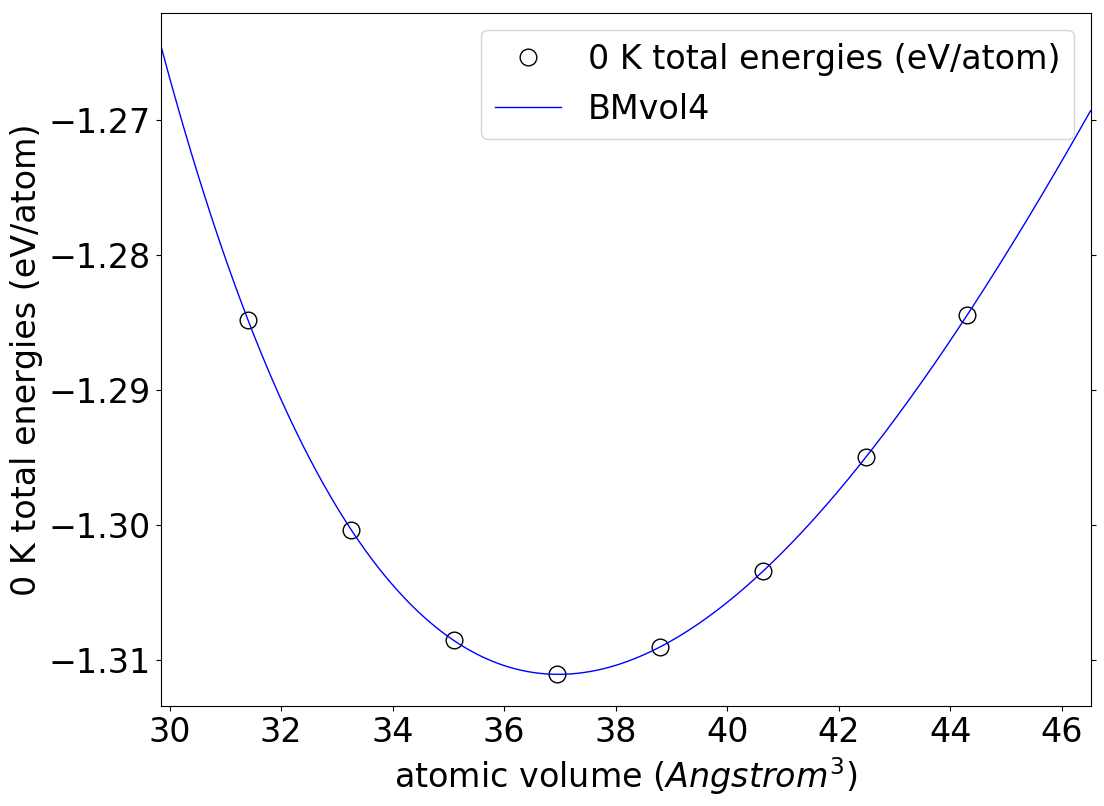 0 K total energies (eV/atom)
BMvol4
0 K total energies (eV/atom)
−1.27
−1.28
−1.29
−1.30
−1.31
30 32 34 36 38 40 42 44 46
atomic volume (Angstrom³)